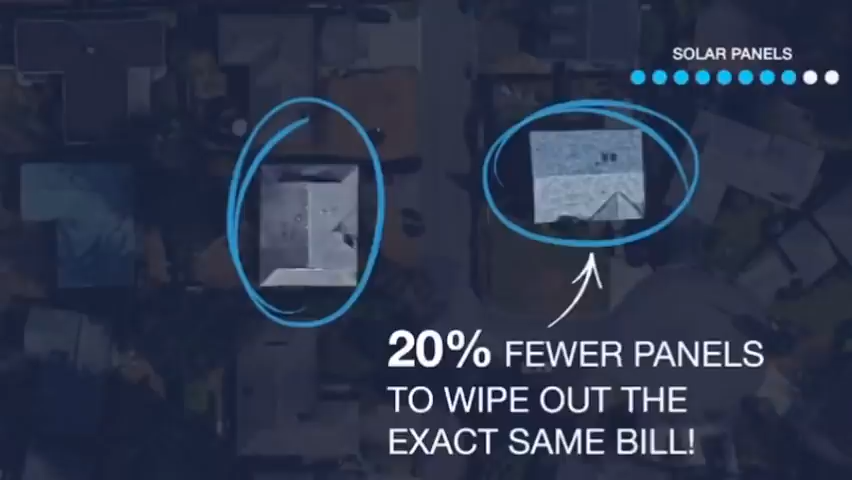 SOLAR PANELS
20% FEWER PANELS
TO WIPE OUT THE
EXACT SAME BILL!